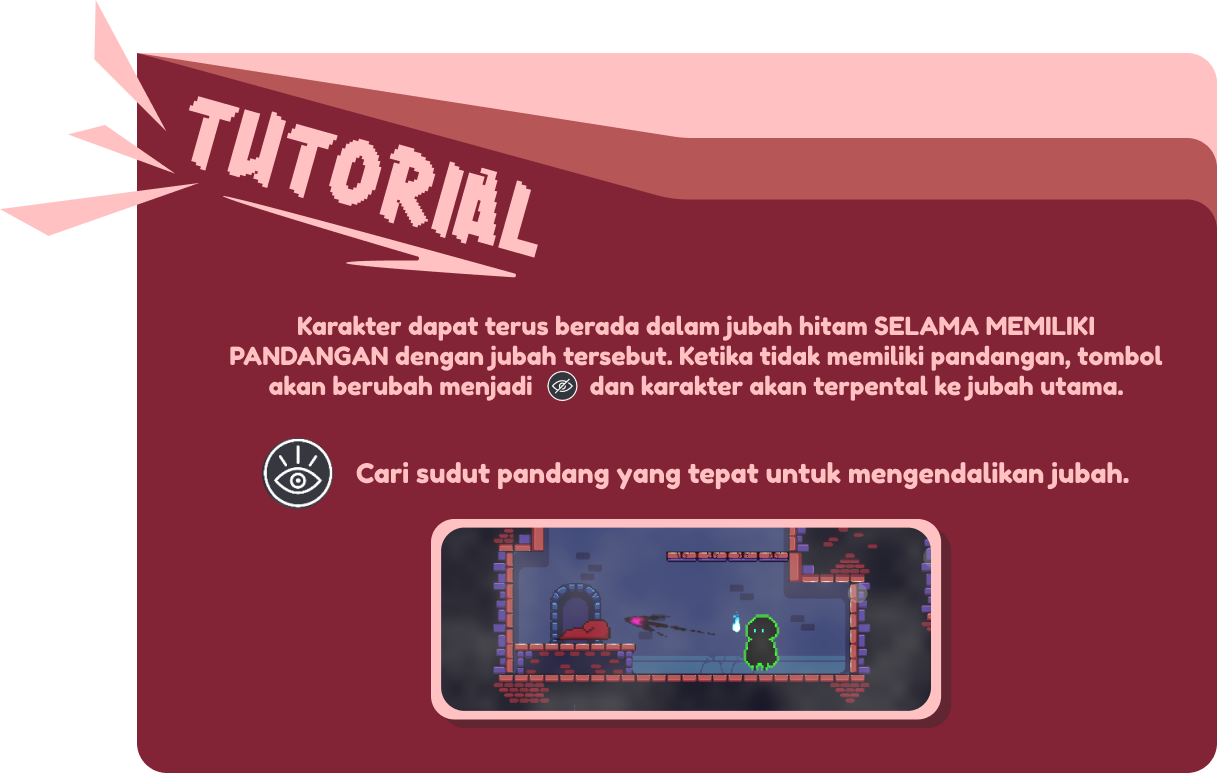 TUTORIAL
Karakter dapat terus berada dalam jubah hitam SELAMA MEMILIKI
PANDANGAN dengan jubah tersebut. Ketika tidak memiliki pandangan, tombol
akan berubah menjadi dan karakter akan terpental ke jubah utama.
Cari sudut pandang yang tepat untuk mengendalikan jubah.